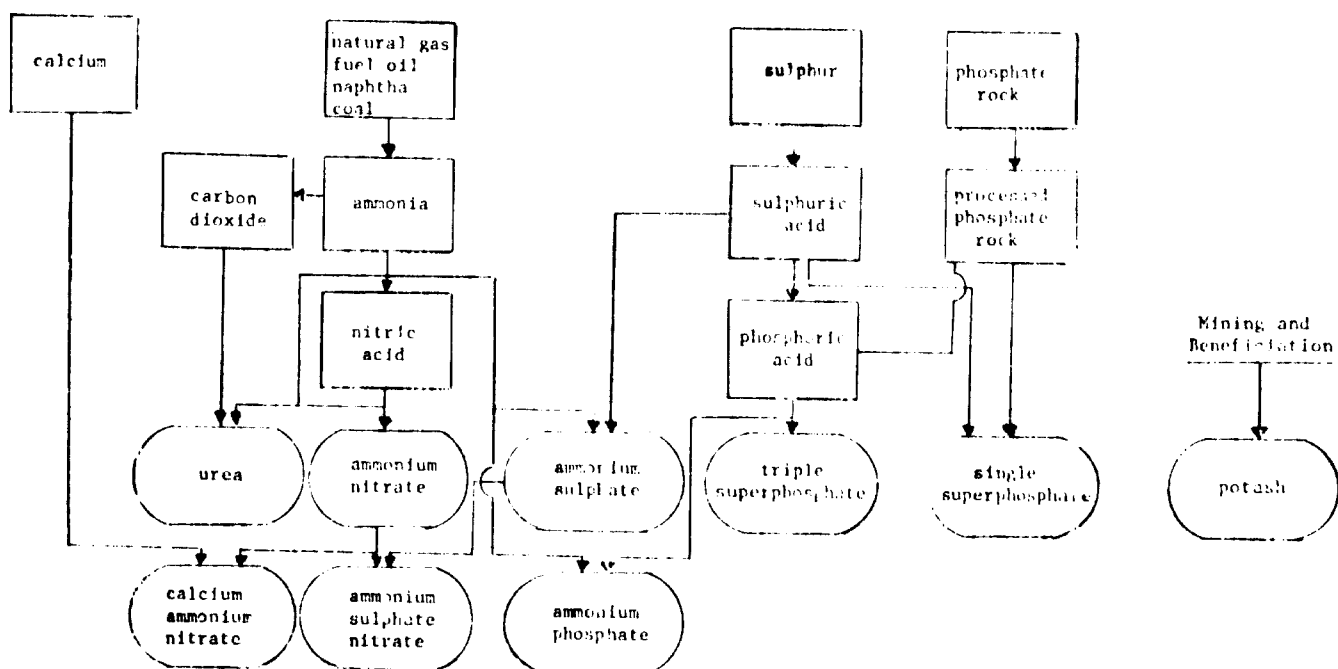 calcium
natural gas
fuel oil
naphtha
coal
sulphur
phosphate
rock
carbon
dioxide
ammonia
sulphuric
acid
processed
phosphate
rock
nitric
acid
phosphoric
acid
Mining and
Beneficiation
urea
ammonium
nitrate
ammonium
sulphate
triple
superphosphate
single
superphosphate
potash
calcium
ammonium
nitrate
ammonium
sulphate
nitrate
ammonium
phosphate